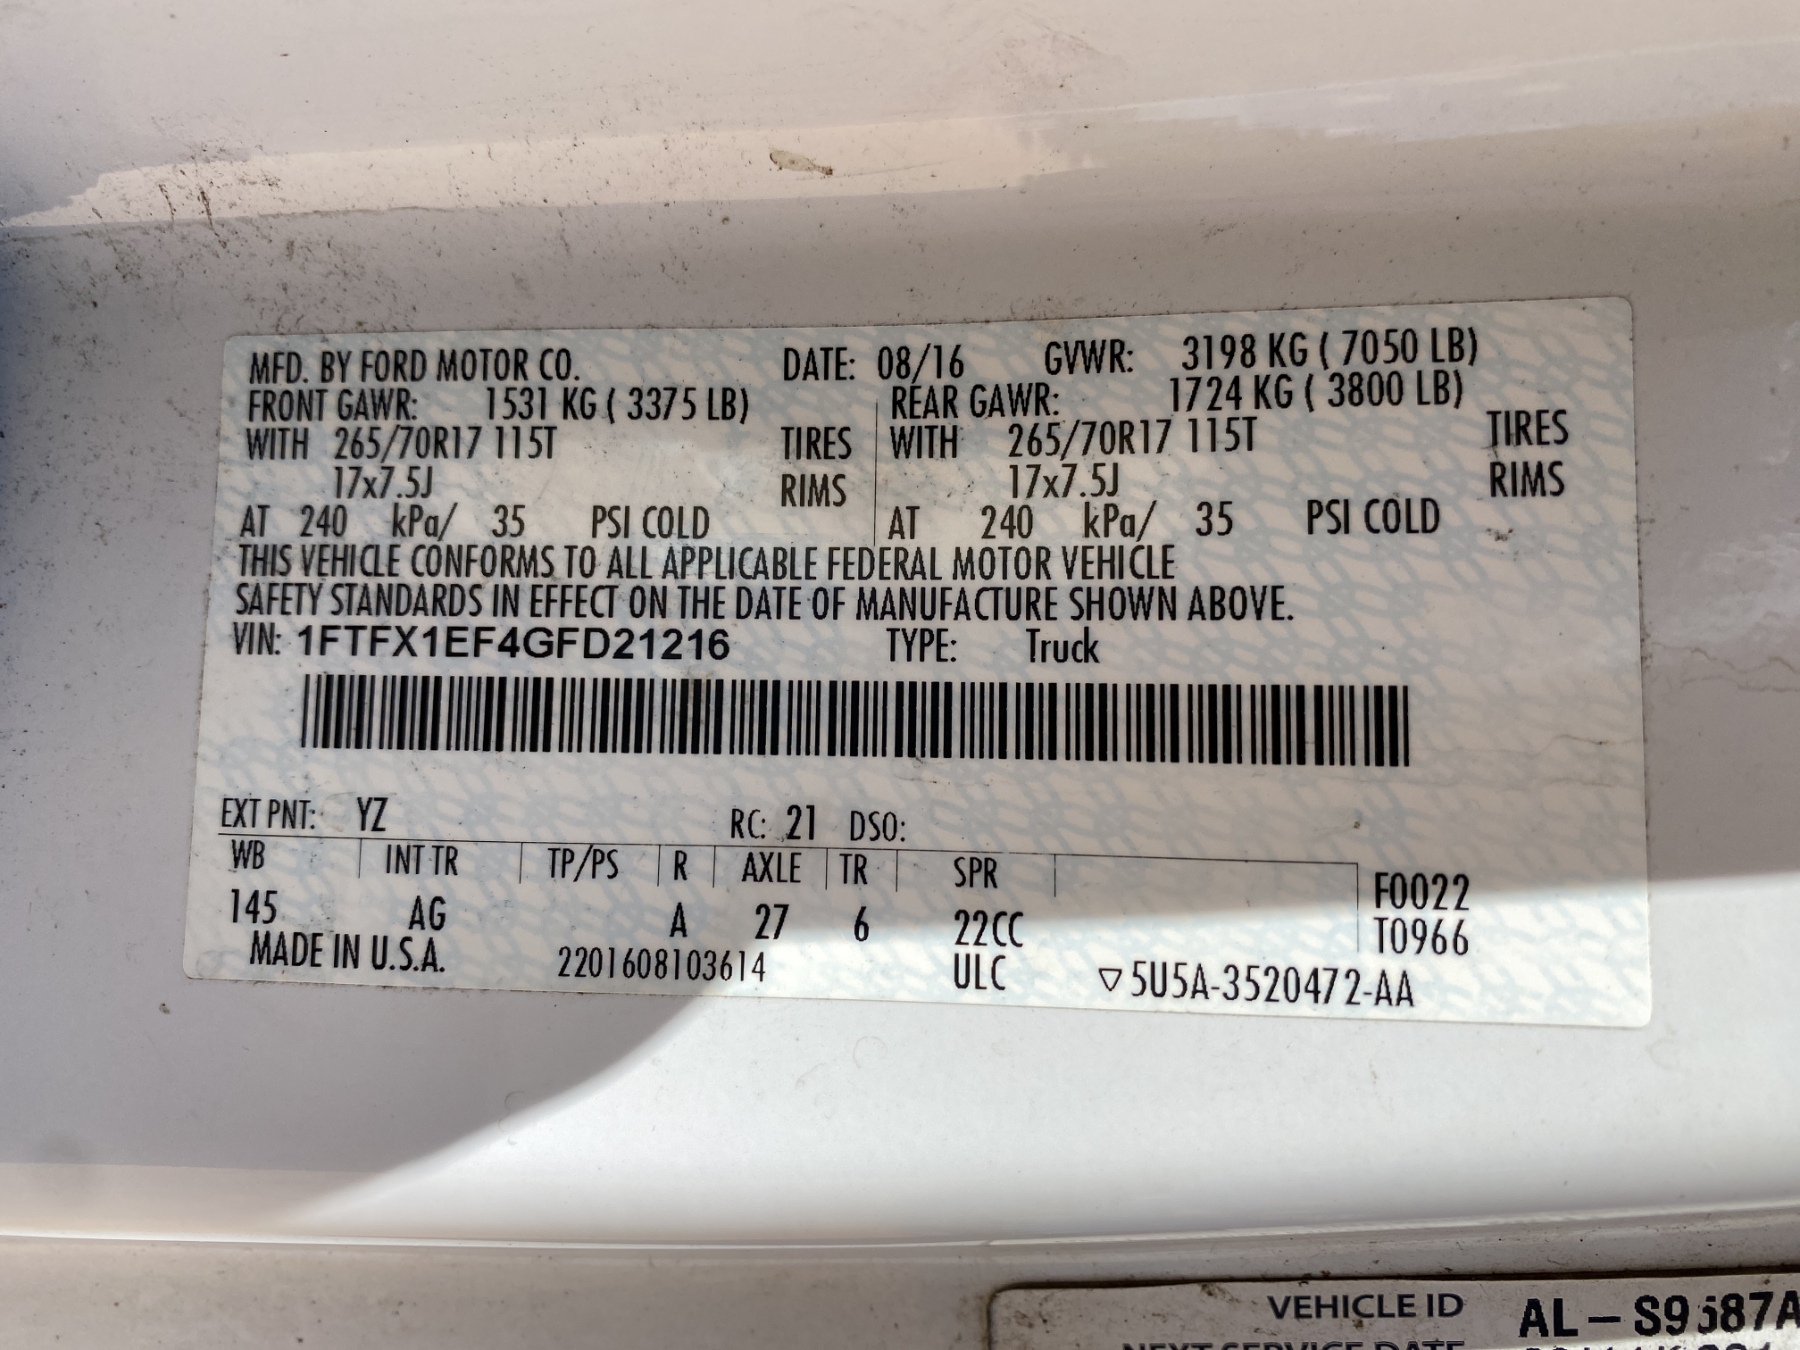 MFD. BY FORD MOTOR CO. DATE: 08/16 GVWR: 3198 KG ( 7050 LB)
FRONT GAWR: 1531 KG ( 3375 LB) REAR GAWR: 1724 KG ( 3800 LB)
WITH 265/70R17 115T TIRES WITH 265/70R17 115T TIRES
17x7.5J RIMS 17x7.5J RIMS
AT 240 kPa/ 35 PSI COLD AT 240 kPa/ 35 PSI COLD
THIS VEHICLE CONFORMS TO ALL APPLICABLE FEDERAL MOTOR VEHICLE
SAFETY STANDARDS IN EFFECT ON THE DATE OF MANUFACTURE SHOWN ABOVE.
VIN: 1FTFX1EF4GFD21216 TYPE: Truck
EXT PNT: YZ RC: 21 DSO:
WB INT TR TP/PS R AXLE TR SPR
F0022
145 AG A 27 6 22CC T0966
MADE IN U.S.A. 2201608103614 ULC ▽5U5A-3520472-AA
VEHICLE ID AL-
NEXT SERVICE DATE